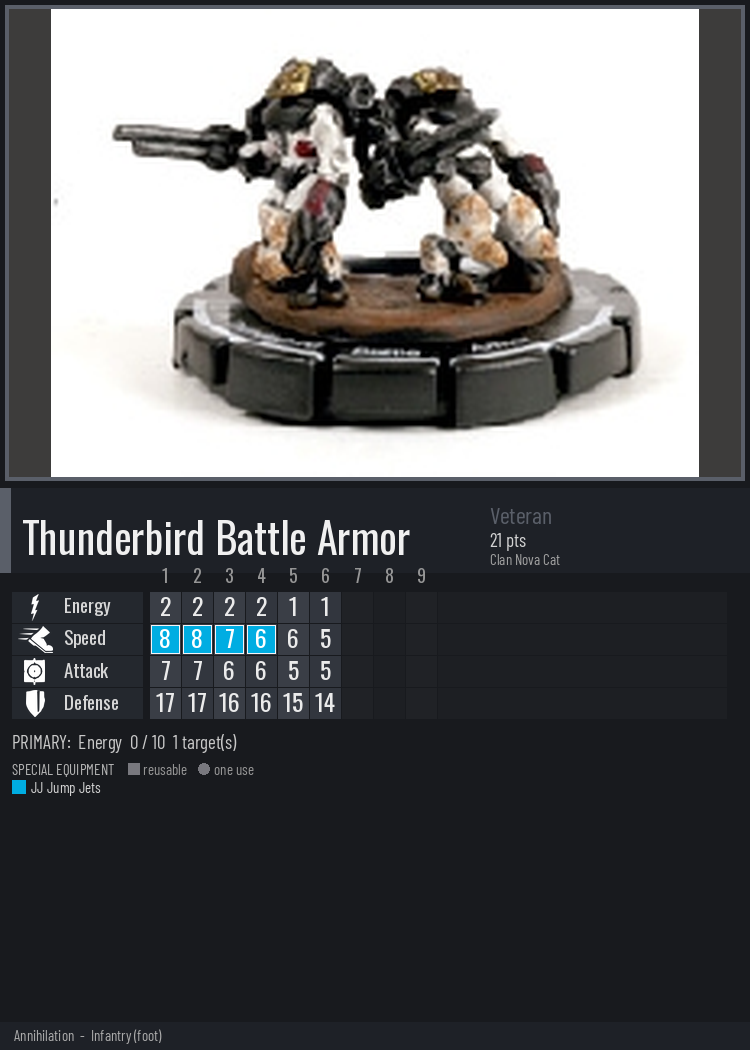 Thunderbird Battle Armor
Veteran
21 pts
Clan Nova Cat
1 2 3 4 5 6 7 8 9
Energy 2 2 2 2 1 1
Speed 8 8 7 6 6 5
Attack 7 7 6 6 5 5
Defense 17 17 16 16 15 14
PRIMARY: Energy 0 / 10 1 target(s)
SPECIAL EQUIPMENT reusable one use
JJ Jump Jets
Annihilation - Infantry (foot)